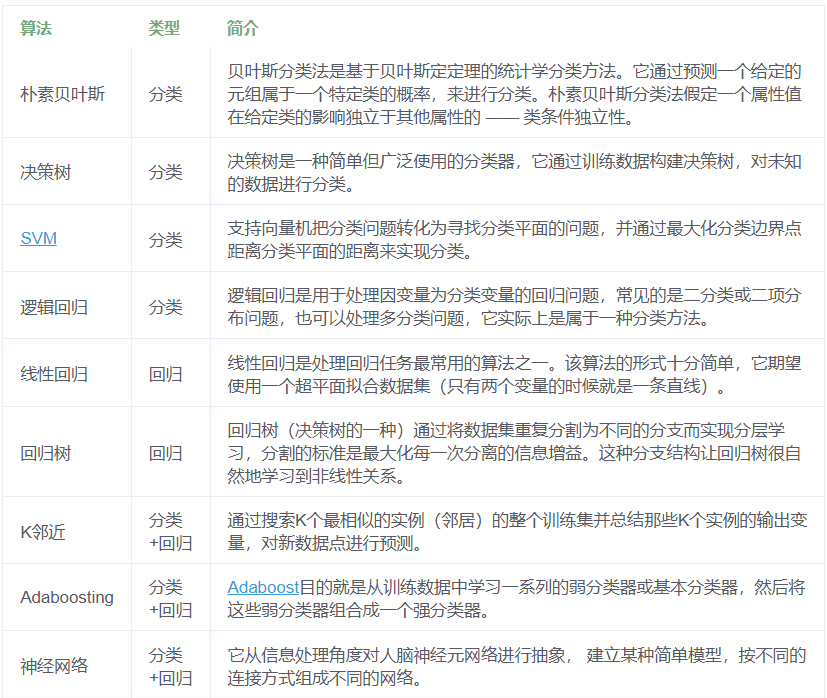 算法 类型 简介
朴素贝叶斯 分类 贝叶斯分类法是基于贝叶斯定定理的统计学分类方法。它通过预测一个给定的
元组属于一个特定类的概率，来进行分类。朴素贝叶斯分类法假定一个属性值
在给定类的影响独立于其他属性的 —— 类条件独立性。
决策树 分类 决策树是一种简单但广泛使用的分类器，它通过训练数据构建决策树，对未知
的数据进行分类。
SVM 分类 支持向量机把分类问题转化为寻找分类平面的问题，并通过最大化分类边界点
距离分类平面的距离来实现分类。
逻辑回归 分类 逻辑回归是用于处理因变量为分类变量的回归问题，常见的是二分类或二项分
布问题，也可以处理多分类问题，它实际上是属于一种分类方法。
线性回归 回归 线性回归是处理回归任务最常用的算法之一。该算法的形式十分简单，它期望
使用一个超平面拟合数据集（只有两个变量的时候就是一条直线）。
回归树 回归 回归树（决策树的一种）通过将数据集重复分割为不同的分支而实现分层学
习，分割的标准是最大化每一次分离的信息增益。这种分支结构让回归树很自
然地学习到非线性关系。
K邻近 分类
+回归 通过搜索K个最相似的实例（邻居）的整个训练集并总结那些K个实例的输出变
量，对新数据点进行预测。
Adaboosting 分类
+回归 Adaboost目的就是从训练数据中学习一系列的弱分类器或基本分类器，然后将
这些弱分类器组合成一个强分类器。
神经网络 分类
+回归 它从信息处理角度对人脑神经元网络进行抽象， 建立某种简单模型，按不同的
连接方式组成不同的网络。